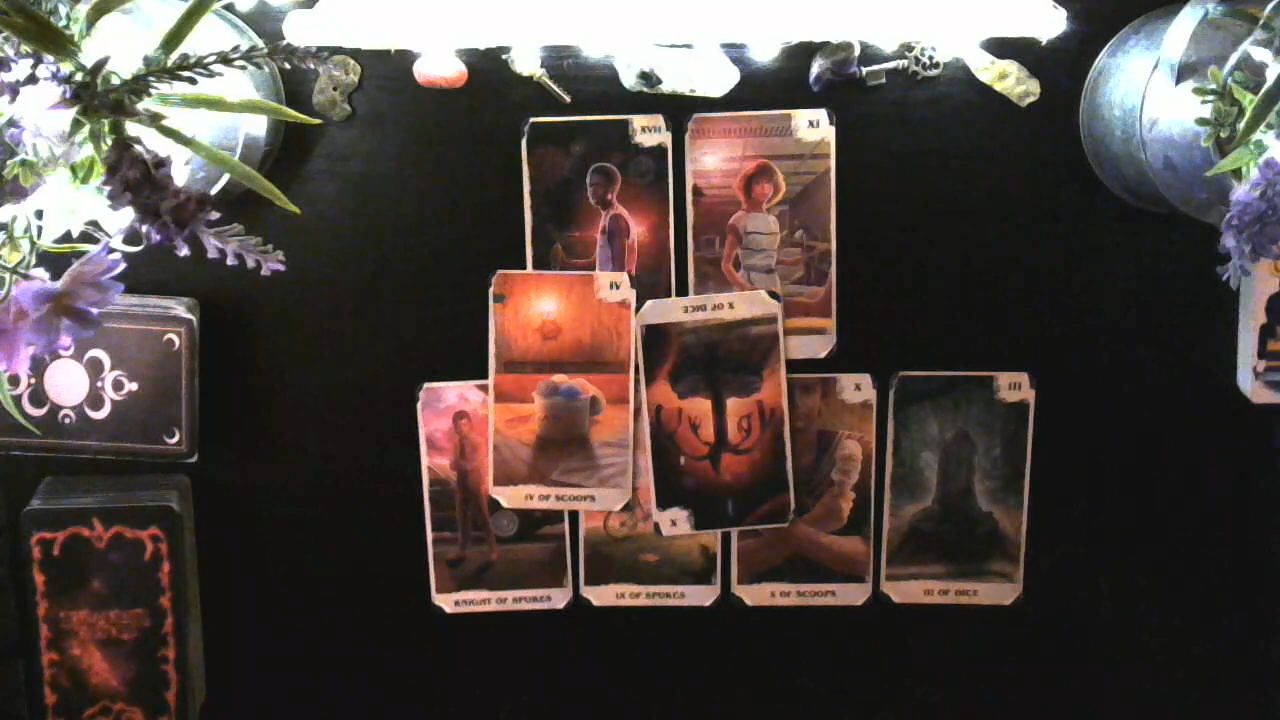 XVII
XI
VI
X OF DICE
X
III
IV OF SCOOPS
X
KNIGHT OF SPOKES
IX OF SPOKES
X OF SCOOPS
III OF DICE